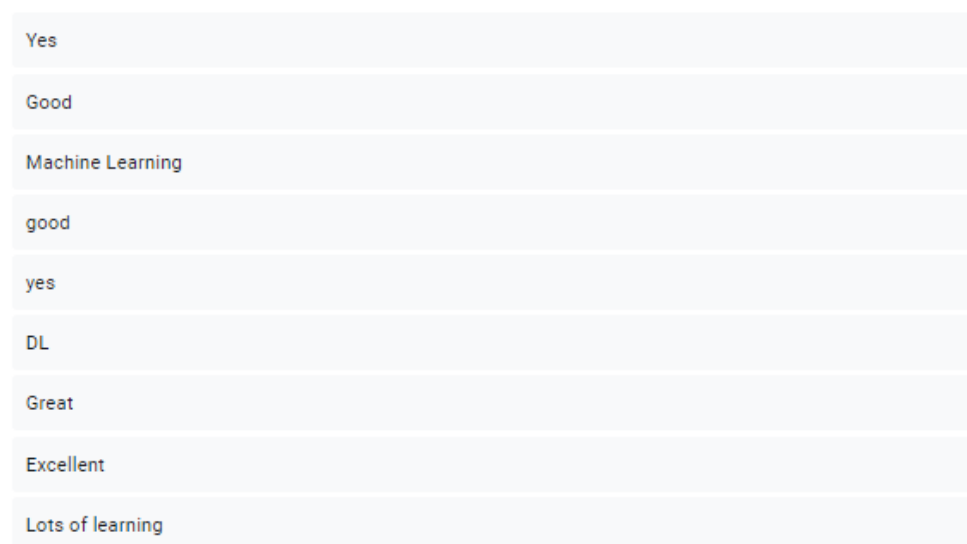 Yes
Good
Machine Learning
good
yes
DL
Great
Excellent
Lots of learning